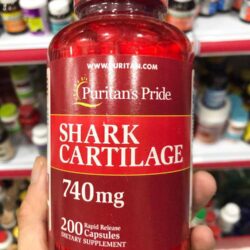 WWW.PURITAN.COM
Puritan's Pride
SHARK
CARTILAGE
740mg
200 Rapid Release
Capsules
DIETARY SUPPLEMENT